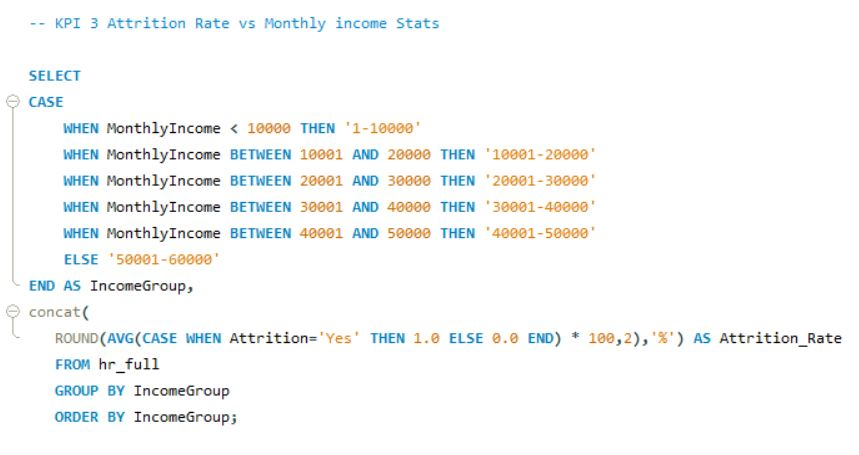 -- KPI 3 Attrition Rate vs Monthly income Stats
SELECT
CASE
WHEN MonthlyIncome < 10000 THEN '1-10000'
WHEN MonthlyIncome BETWEEN 10001 AND 20000 THEN '10001-20000'
WHEN MonthlyIncome BETWEEN 20001 AND 30000 THEN '20001-30000'
WHEN MonthlyIncome BETWEEN 30001 AND 40000 THEN '30001-40000'
WHEN MonthlyIncome BETWEEN 40001 AND 50000 THEN '40001-50000'
ELSE '50001-60000'
END AS IncomeGroup,
concat(
ROUND(AVG(CASE WHEN Attrition='Yes' THEN 1.0 ELSE 0.0 END) * 100,2),'%') AS Attrition_Rate
FROM hr_full
GROUP BY IncomeGroup
ORDER BY IncomeGroup;